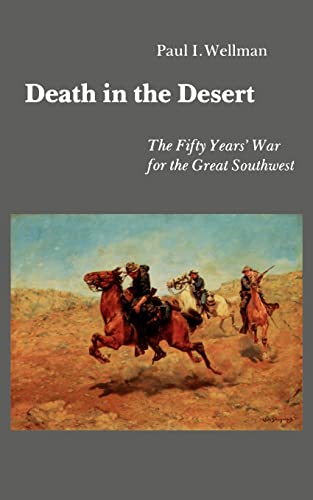 Paul I. Wellman
Death in the Desert
The Fifty Years' War
for the Great Southwest